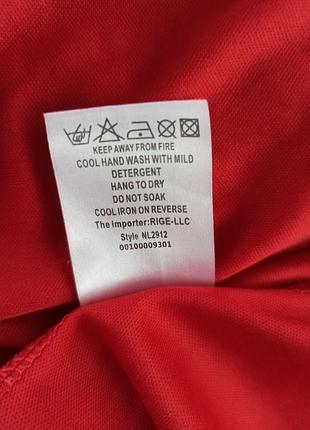 KEEP AWAY FROM FIRE
COOL HAND WASH WITH MILD
DETERGENT
HANG TO DRY
DO NOT SOAK
COOL IRON ON REVERSE
The Importer:RIGE-LLC
Style NL2912
00100009301